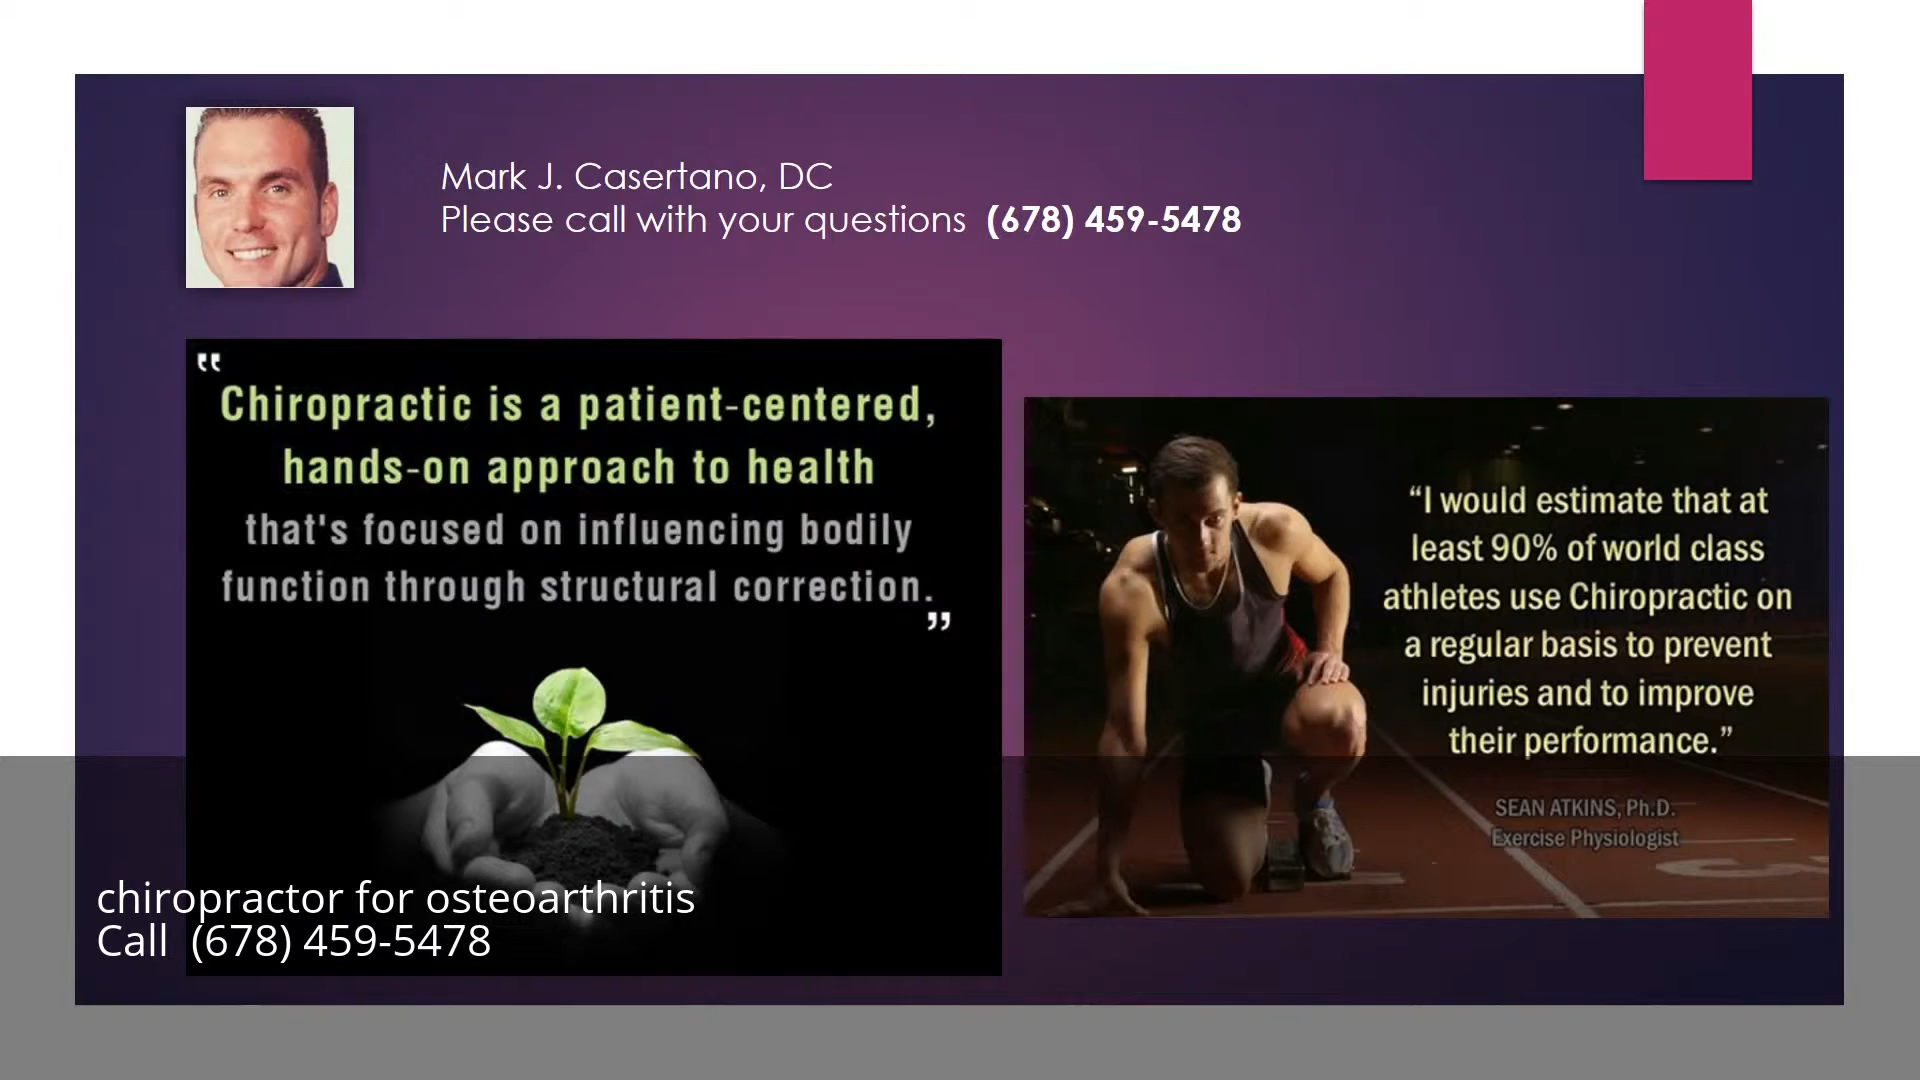 Mark J. Casertano, DC
Please call with your questions (678) 459-5478
"
Chiropractic is a patient-centered,
hands-on approach to health
that's focused on influencing bodily
function through structural correction.
"
“I would estimate that at
least 90% of world class
athletes use Chiropractic on
a regular basis to prevent
injuries and to improve
their performance.”
SEAN ATKINS, Ph.D.
Exercise Physiologist
3
chiropractor for osteoarthritis
Call (678) 459-5478